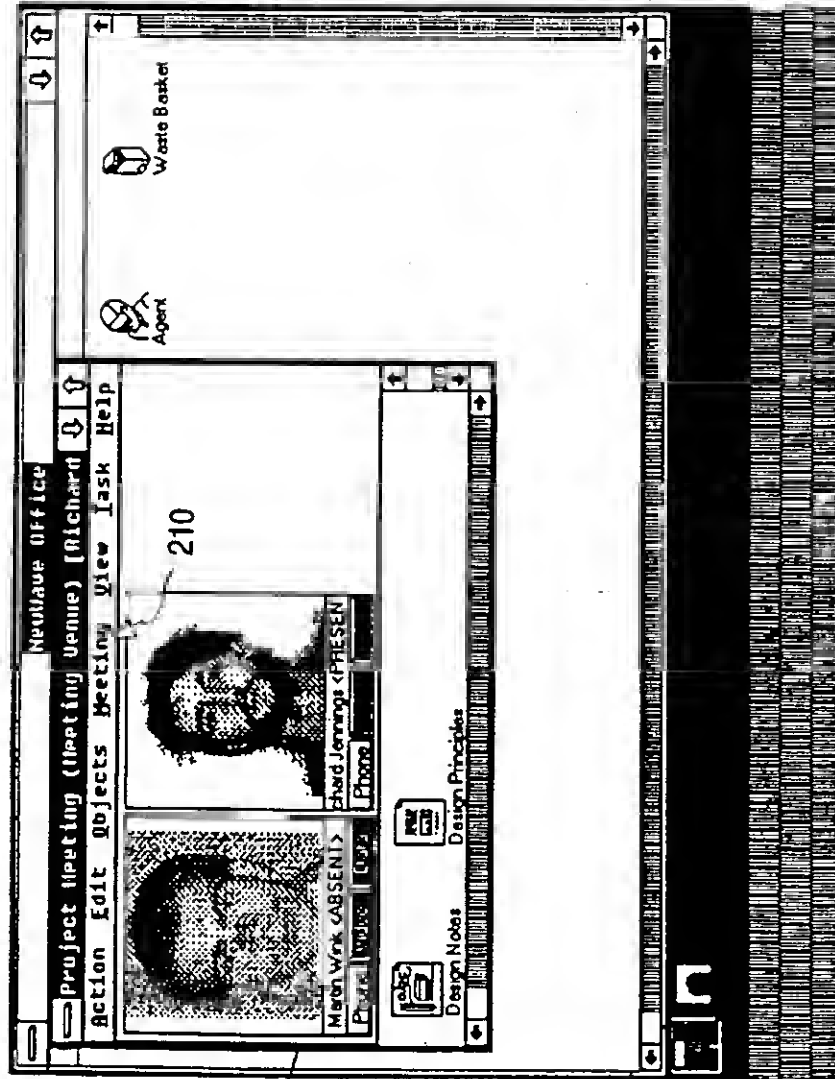 NewWave Office
Project Meeting (Meeting Venue) [Richard
Action Edit Objects Meeting View Task Help
210
Wink <ABSENT>
chard Jennings <PRESEN
Phone Video Data
Phone
Design Notes
Design Principles
Agent
Waste Basket